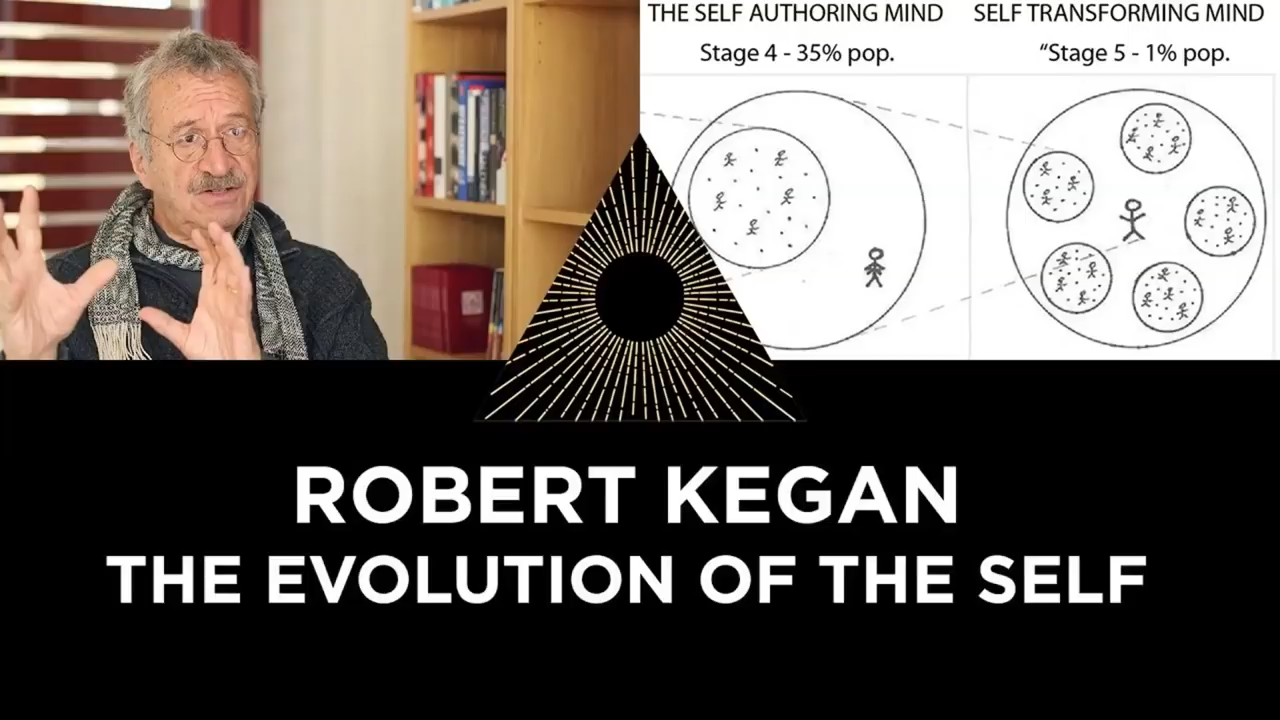 THE SELF AUTHORING MIND
Stage 4 - 35% pop.
SELF TRANSFORMING MIND
“Stage 5 - 1% pop.
ROBERT KEGAN
THE EVOLUTION OF THE SELF